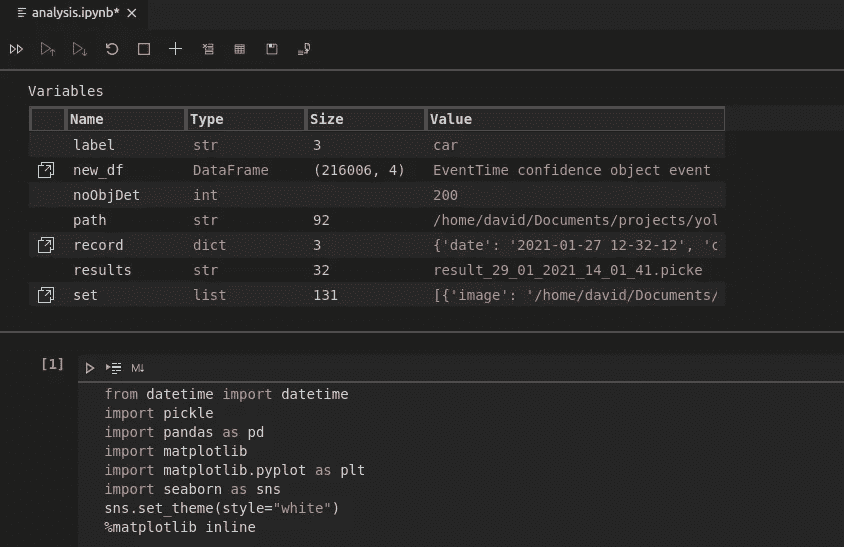 analysis.ipynb*
Variables
Name Type Size Value
label str 3 car
new_df DataFrame (216006, 4) EventTime confidence object event
noObjDet int 200
path str 92 /home/david/Documents/projects/yol
record dict 3 {'date': '2021-01-27 12-32-12', 'c
results str 32 result_29_01_2021_14_01_41.picke
set list 131 [{'image': '/home/david/Documents/
[1]
M↓
from datetime import datetime
import pickle
import pandas as pd
import matplotlib
import matplotlib.pyplot as plt
import seaborn as sns
sns.set_theme(style="white")
%matplotlib inline